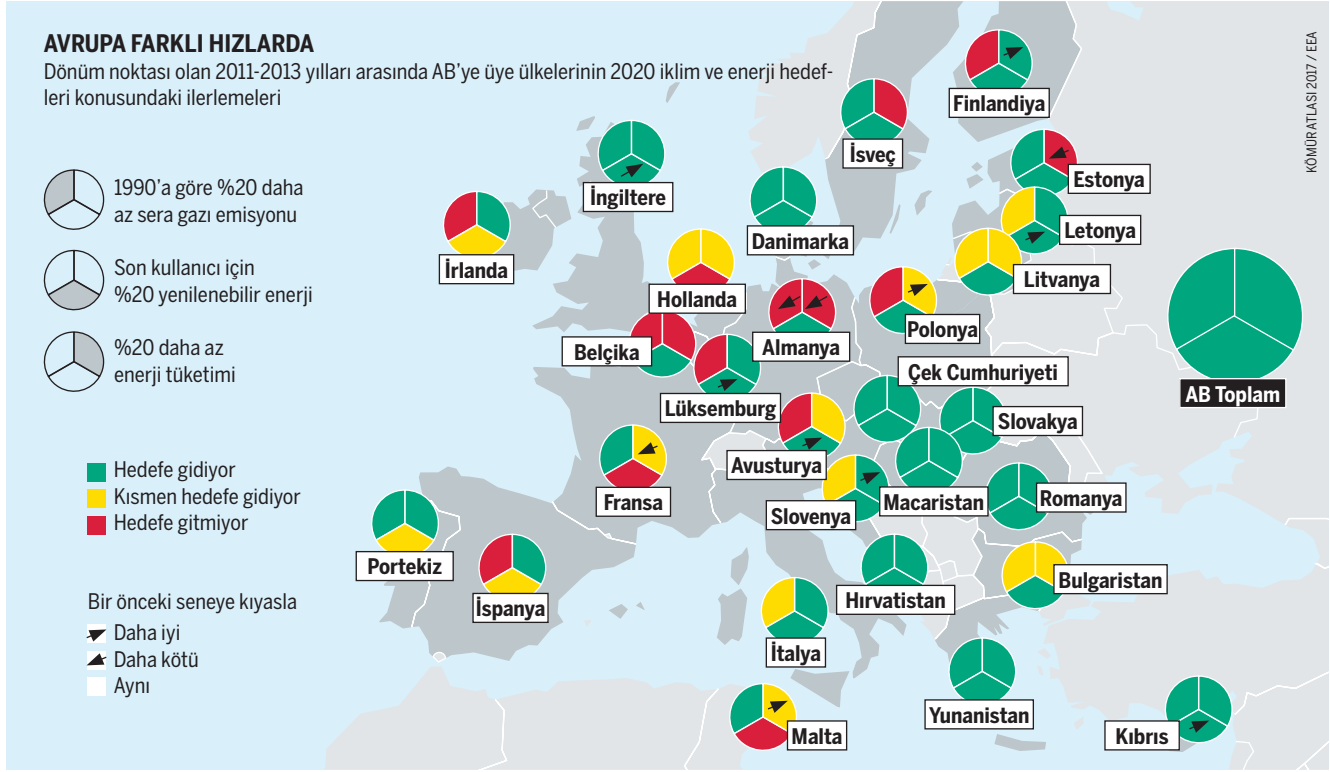 AVRUPA FARKLI HIZLARDA
Dönüm noktası olan 2011-2013 yılları arasında AB’ye üye ülkelerinin 2020 iklim ve enerji hedef-
leri konusundaki ilerlemeleri
1990’a göre %20 daha
az sera gazı emisyonu
Son kullanıcı için
%20 yenilenebilir enerji
%20 daha az
enerji tüketimi
Hedefe gidiyor
Kısmen hedefe gidiyor
Hedefe gitmiyor
Bir önceki seneye kıyasla
Daha iyi
Daha kötü
Aynı
Finlandiya
İsveç
Estonya
İngiltere
Letonya
Danimarka
İrlanda
Litvanya
Hollanda
Polonya
Almanya
Belçika
Çek Cumhuriyeti
AB Toplam
Lüksemburg
Slovakya
Avusturya
Fransa
Macaristan
Romanya
Slovenya
Portekiz
Bulgaristan
İspanya
Hırvatistan
İtalya
Yunanistan
Malta
Kıbrıs
KÖMÜR ATLASI 2017 / EEA